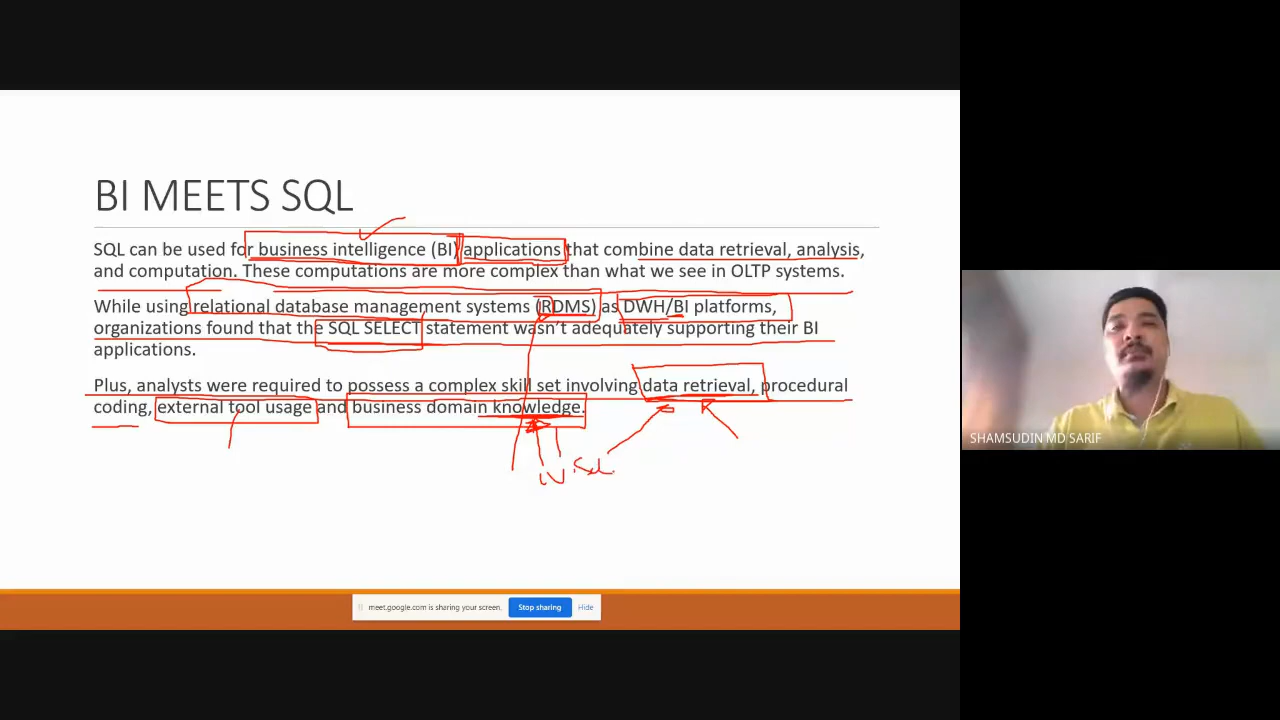 BI MEETS SQL
SQL can be used for business intelligence (BI) applications that combine data retrieval, analysis,
and computation. These computations are more complex than what we see in OLTP systems.
While using relational database management systems (RDMS) as DWH/BI platforms,
organizations found that the SQL SELECT statement wasn't adequately supporting their BI
applications.
Plus, analysts were required to possess a complex skill set involving data retrieval, procedural
coding, external tool usage and business domain knowledge.
SHAMSUDIN MD SARIF
meet.google.com is sharing your screen. Stop sharing Hide